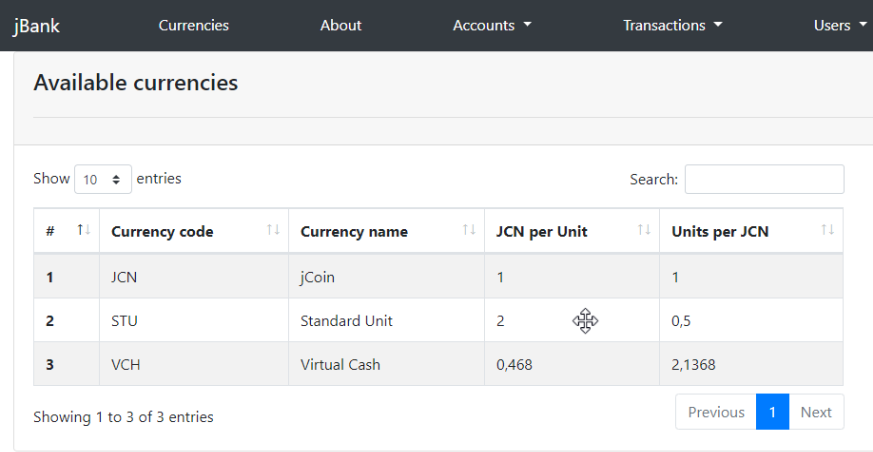 jBank Currencies About Accounts Transactions Users
Available currencies
Show 10 entries Search:
# Currency code Currency name JCN per Unit Units per JCN
1 JCN jCoin 1 1
2 STU Standard Unit 2 0,5
3 VCH Virtual Cash 0,468 2,1368
Showing 1 to 3 of 3 entries Previous 1 Next